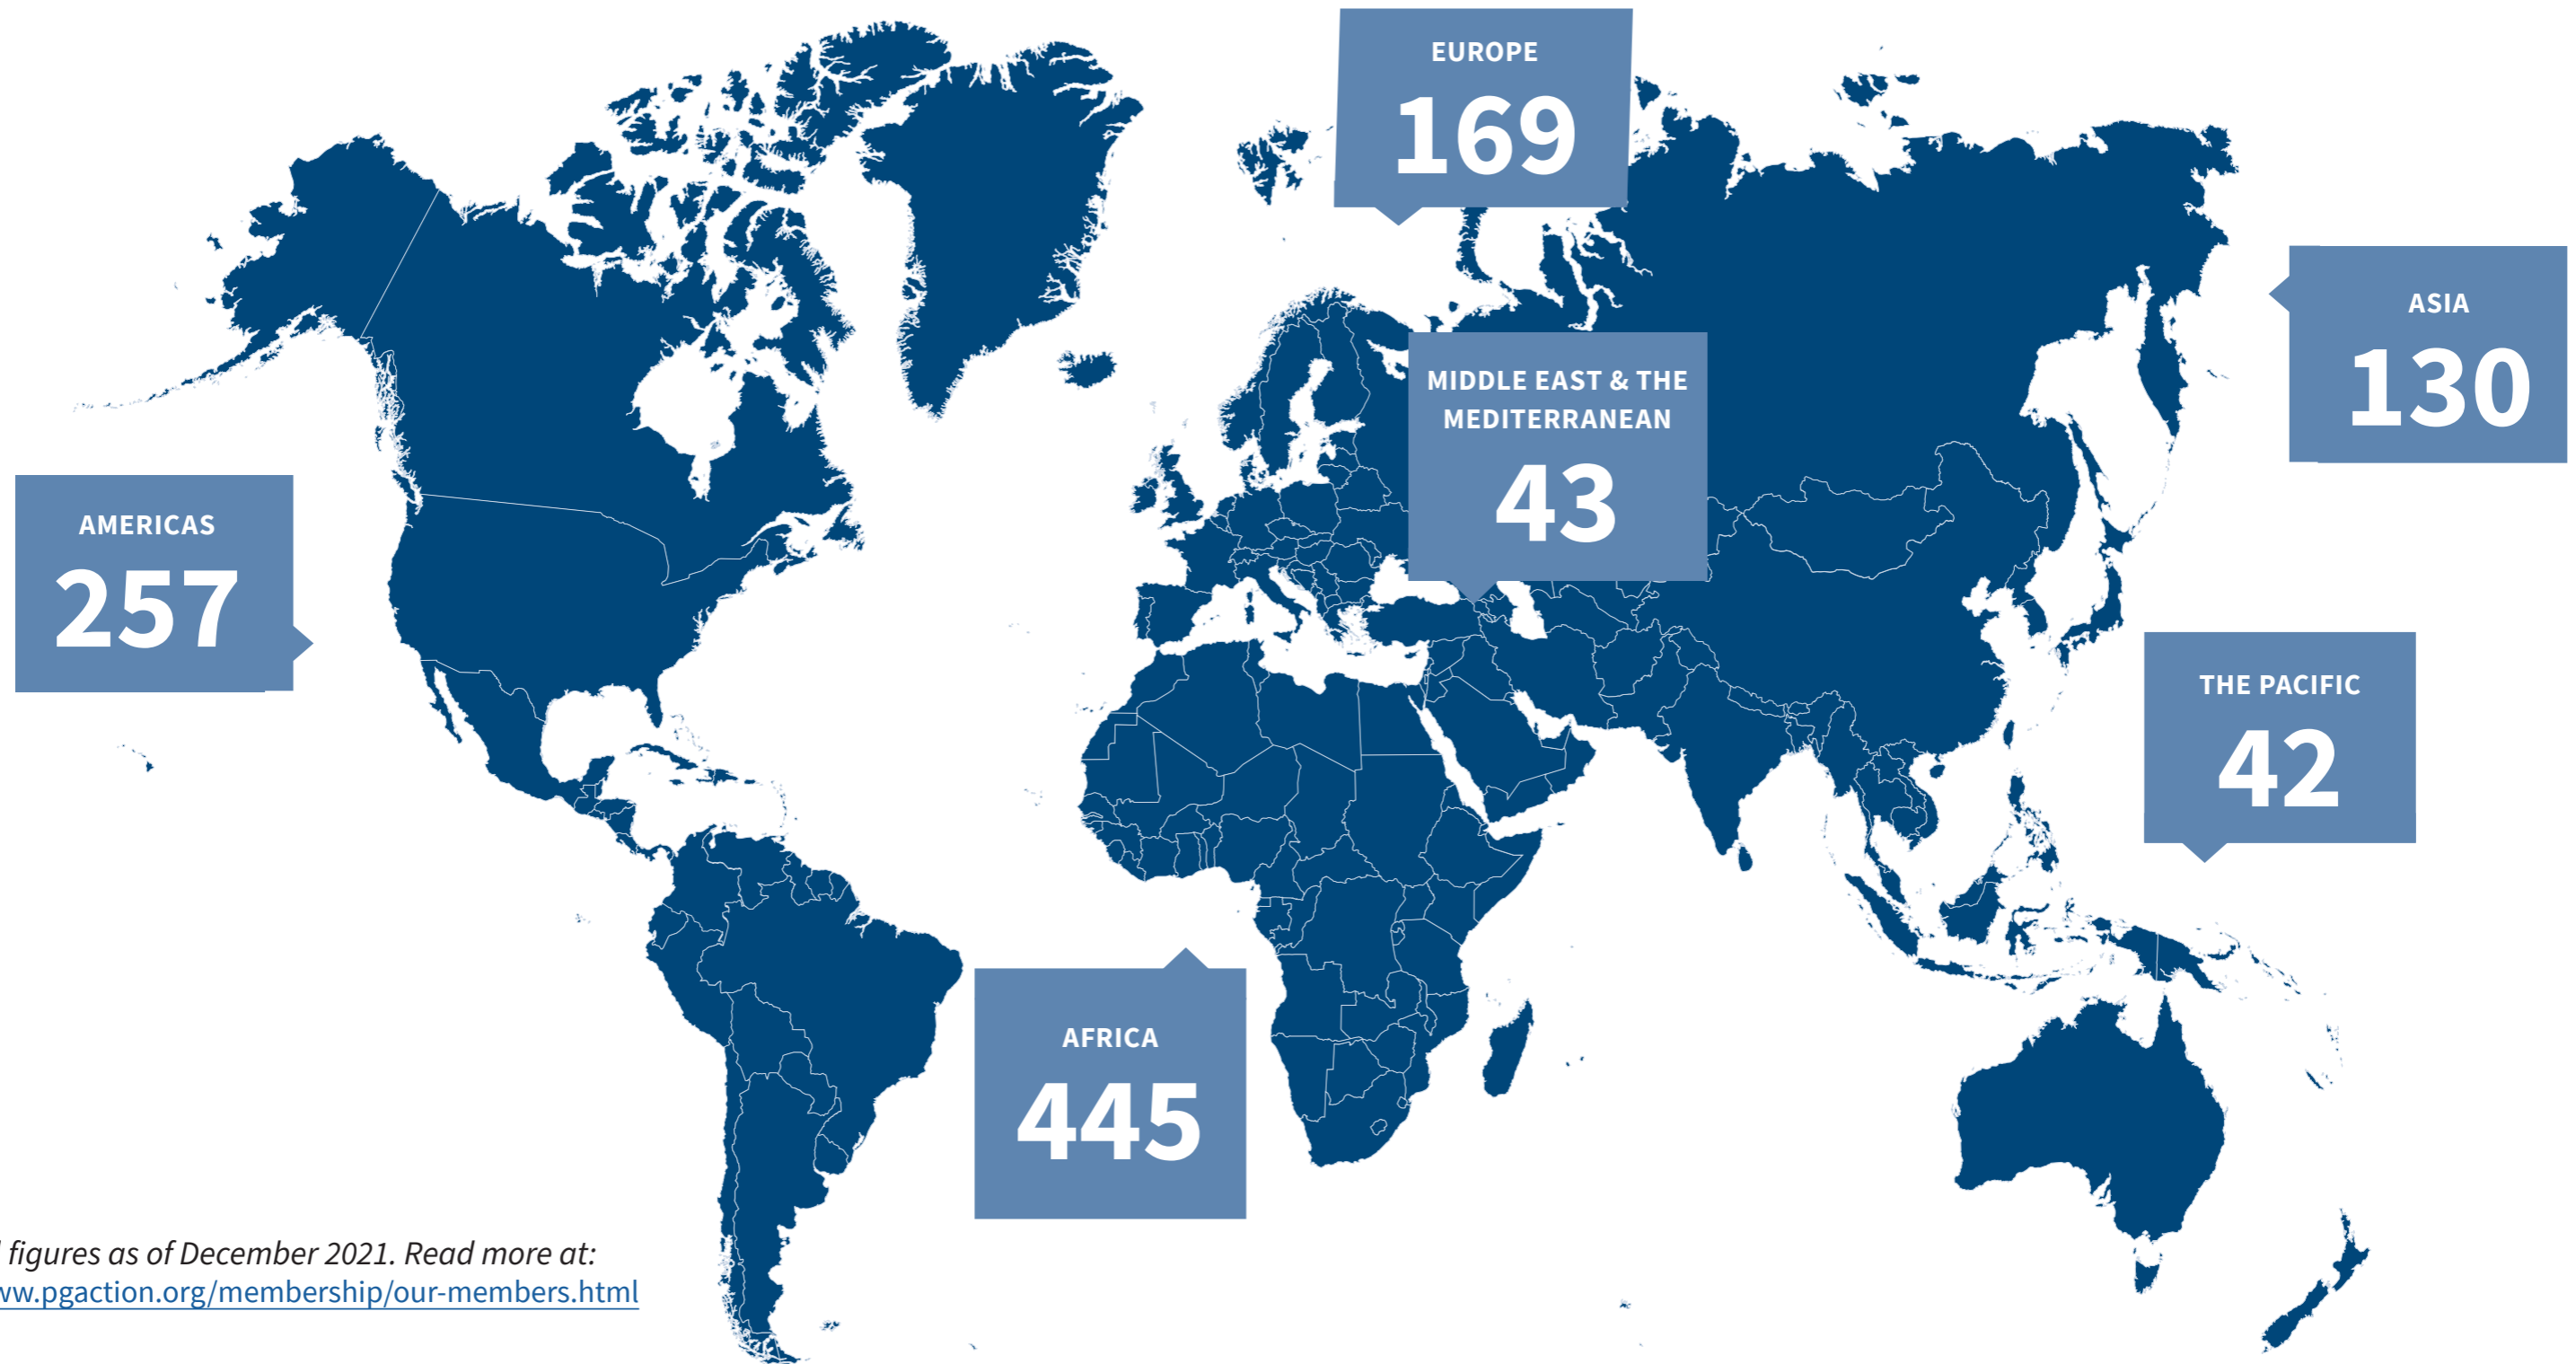 EUROPE
169
ASIA
130
MIDDLE EAST & THE
MEDITERRANEAN
43
AMERICAS
257
THE PACIFIC
42
AFRICA
445
figures as of December 2021. Read more at:
ww.pgaction.org/membership/our-members.html